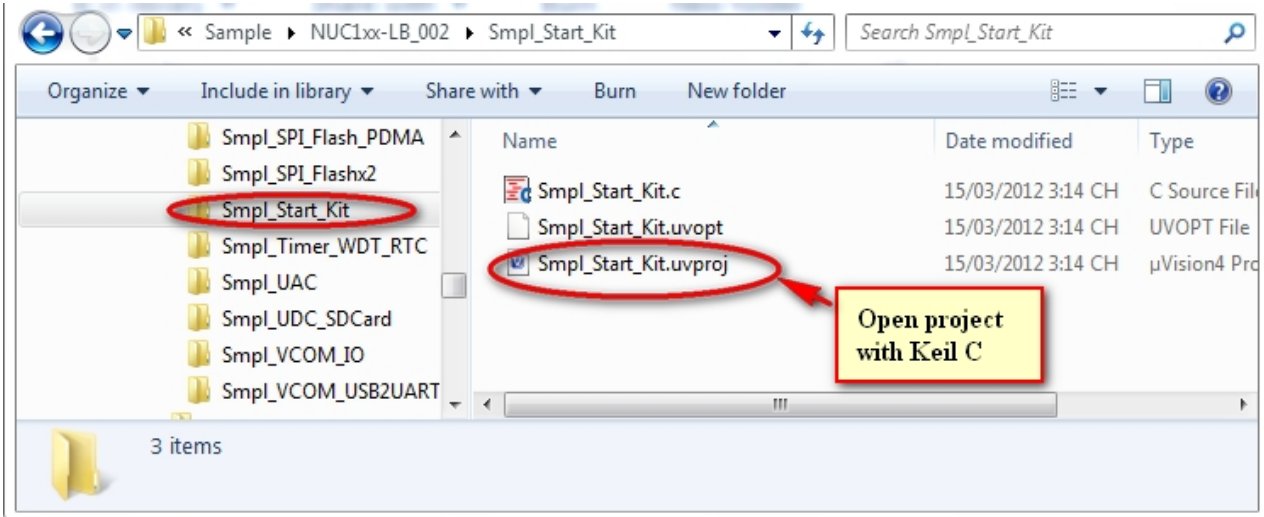 « Sample ▸ NUC1xx-LB_002 ▸ Smpl_Start_Kit
Search Smpl_Start_Kit
Organize Include in library Share with Burn New folder
Smpl_SPI_Flash_PDMA
Smpl_SPI_Flashx2
Smpl_Start_Kit
Smpl_Timer_WDT_RTC
Smpl_UAC
Smpl_UDC_SDCard
Smpl_VCOM_IO
Smpl_VCOM_USB2UART
Name Date modified Type
Smpl_Start_Kit.c 15/03/2012 3:14 CH C Source File
Smpl_Start_Kit.uvopt 15/03/2012 3:14 CH UVOPT File
Smpl_Start_Kit.uvproj 15/03/2012 3:14 CH µVision4 Pro
Open project
with Keil C
3 items